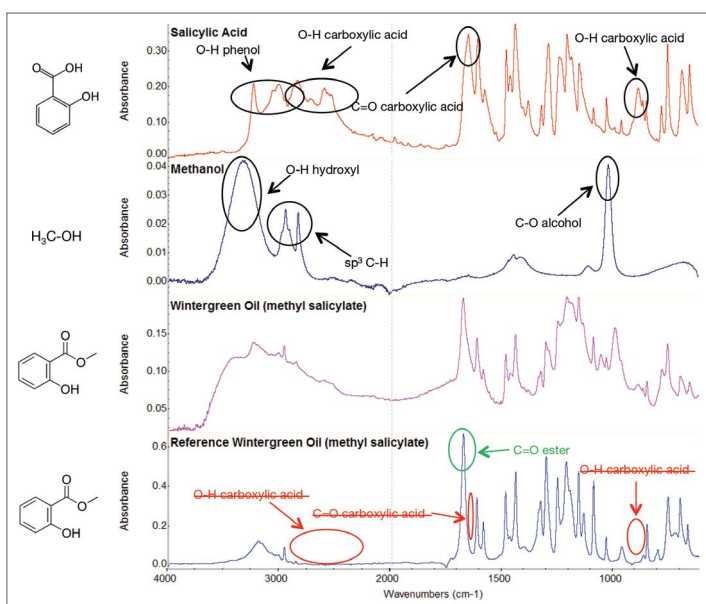 Salicylic Acid
O-H phenol
O-H carboxylic acid
O-H carboxylic acid
C=O carboxylic acid
O
OH
OH
Absorbance
0.30
0.20
0.10
0.00
Methanol
O-H hydroxyl
C-O alcohol
sp³ C-H
H₃C-OH
Absorbance
0.04
0.03
0.02
0.01
0.00
Wintergreen Oil (methyl salicylate)
O
O
OH
Absorbance
0.15
0.10
0.05
Reference Wintergreen Oil (methyl salicylate)
C=O ester
O-H carboxylic acid
O-H carboxylic acid
C=O carboxylic acid
O
O
OH
Absorbance
0.6
0.4
0.2
0.0
4000 3000 2000 1500 1000
Wavenumbers (cm-1)